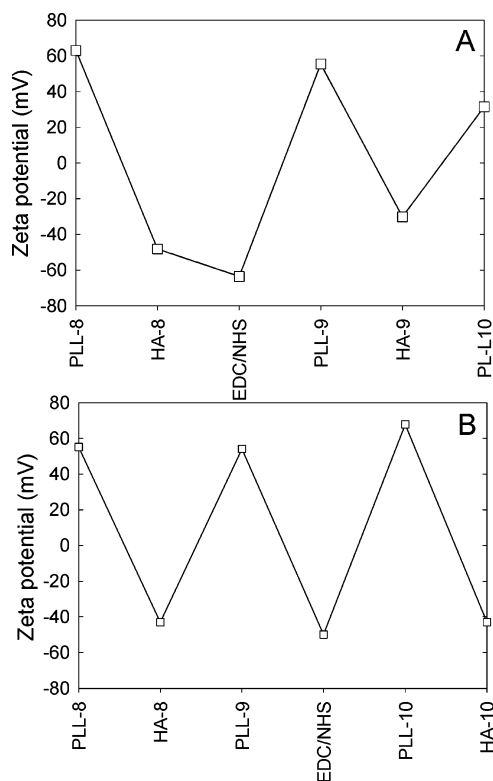 A
Zeta potential (mV)
80
60
40
20
0
-20
-40
-60
-80
PLL-8
HA-8
EDC/NHS
PLL-9
HA-9
PL-L10
B
Zeta potential (mV)
80
60
40
20
0
-20
-40
-60
-80
PLL-8
HA-8
PLL-9
EDC/NHS
PLL-10
HA-10